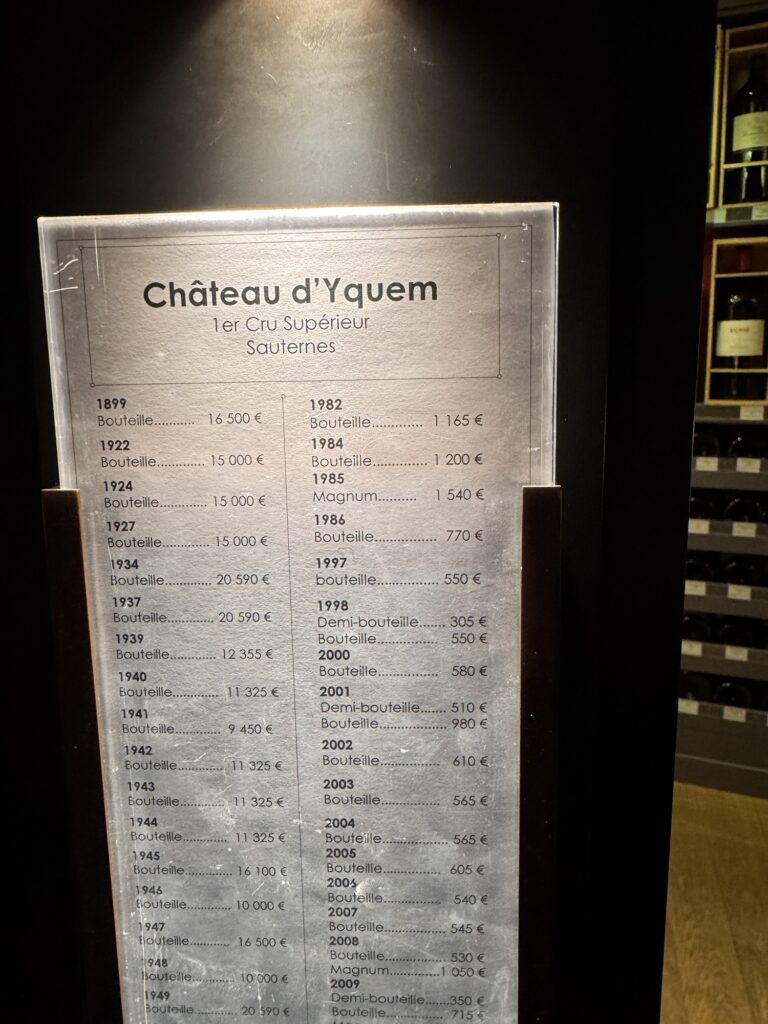 Château d'Yquem
1er Cru Supérieur
Sauternes
1899
Bouteille........... 16 500 €
1922
Bouteille............ 15 000 €
1924
Bouteille............. 15 000 €
1927
Bouteille............. 15 000 €
1934
Bouteille............. 20 590 €
1937
Bouteille............. 20 590 €
1939
Bouteille............ 12 355 €
1940
Bouteille............ 11 325 €
1941
Bouteille............ 9 450 €
1942
Bouteille............ 11 325 €
1943
Bouteille............ 11 325 €
1944
Bouteille............ 11 325 €
1945
Bouteille............ 16 100 €
1946
Bouteille............ 10 000 €
1947
Bouteille............ 16 500 €
1948
Bouteille............ 10 000 €
1949
Bouteille............ 20 590 €
1982
Bouteille............. 1 165 €
1984
Bouteille............. 1 200 €
1985
Magnum.......... 1 540 €
1986
Bouteille................ 770 €
1997
bouteille................ 550 €
1998
Demi-bouteille....... 305 €
Bouteille................ 550 €
2000
Bouteille................ 580 €
2001
Demi-bouteille....... 510 €
Bouteille................. 980 €
2002
Bouteille............... 610 €
2003
Bouteille............... 565 €
2004
Bouteille............... 565 €
2005
Bouteille............... 605 €
2006
Bouteille............... 540 €
2007
Bouteille............... 545 €
2008
Bouteille............... 530 €
Magnum.............1 050 €
2009
Demi-bouteille.......350 €
Bouteille............... 715 €